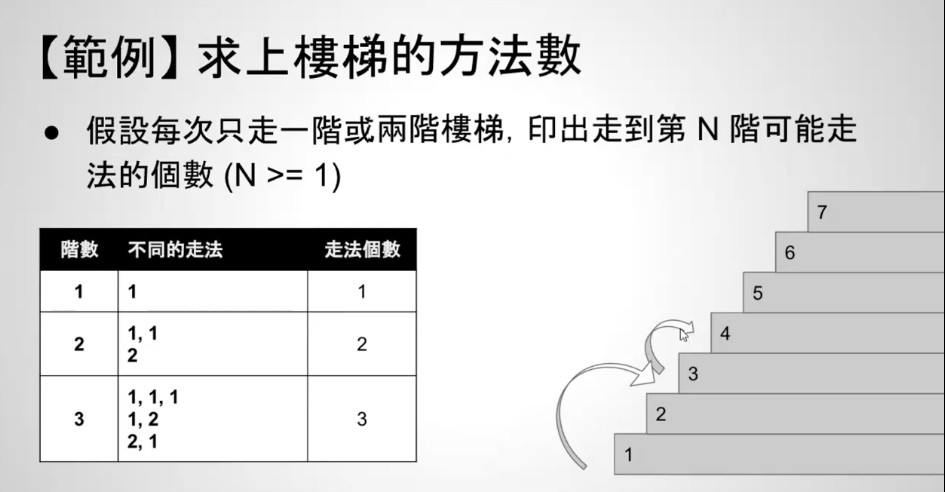 【範例】求上樓梯的方法數
● 假設每次只走一階或兩階樓梯, 印出走到第 N 階可能走
法的個數 (N >= 1)
階數 不同的走法 走法個數
1 1 1
2 1, 1 2
2
3 1, 1, 1 3
1, 2
2, 1
7
6
5
4
3
2
1